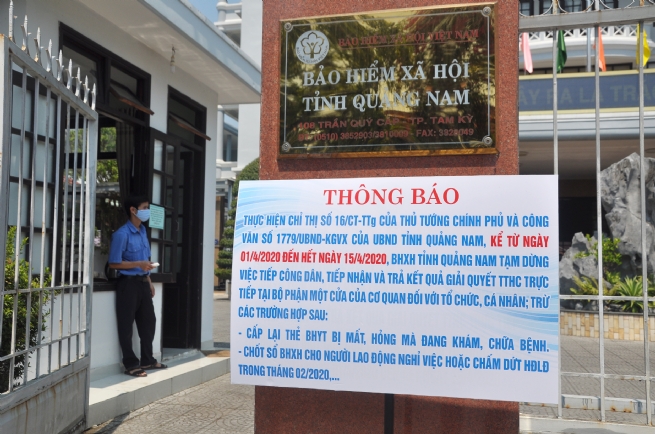 BẢO HIỂM XÃ HỘI VIỆT NAM
BẢO HIỂM XÃ HỘI
TỈNH QUẢNG NAM
TRẦN QUÝ CÁP - TP. TAM KỲ
THÔNG BÁO
THỰC HIỆN CHỈ THỊ SỐ 16/CT-TTg CỦA THỦ TƯỚNG CHÍNH PHỦ VÀ CÔNG
VĂN SỐ 1779/UBND-KGVX CỦA UBND TỈNH QUẢNG NAM, KỂ TỪ NGÀY
01/4/2020 ĐẾN HẾT NGÀY 15/4/2020, BHXH TỈNH QUẢNG NAM TẠM DỪNG
VIỆC TIẾP CÔNG DÂN, TIẾP NHẬN VÀ TRẢ KẾT QUẢ GIẢI QUYẾT TTHC TRỰC
TIẾP TẠI BỘ PHẬN MỘT CỬA CỦA CƠ QUAN ĐỐI VỚI TỔ CHỨC, CÁ NHÂN; TRỪ
CÁC TRƯỜNG HỢP SAU:
- CẤP LẠI THẺ BHYT BỊ MẤT, HỎNG MÀ ĐANG KHÁM, CHỮA BỆNH.
- CHỐT SỔ BHXH CHO NGƯỜI LAO ĐỘNG NGHỈ VIỆC HOẶC CHẤM DỨT HĐLĐ
TRONG THÁNG 02/2020,...